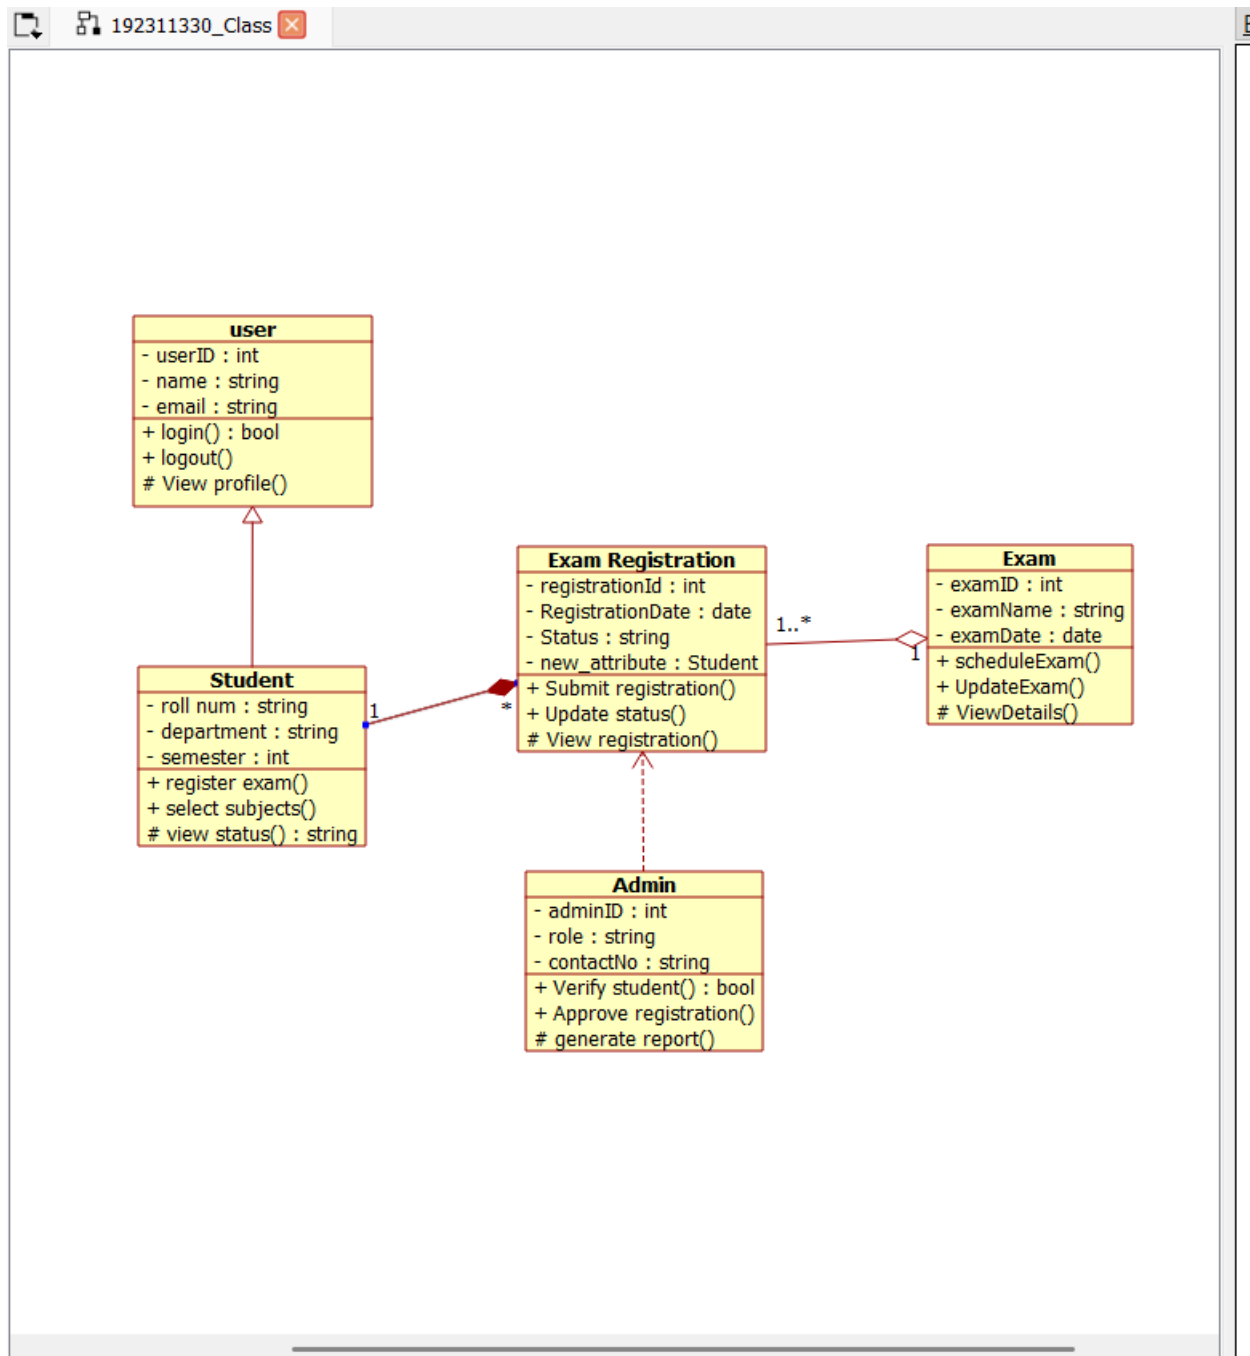 192311330_Class
user
- userID : int
- name : string
- email : string
+ login() : bool
+ logout()
# View profile()
Student
- roll num : string
- department : string
- semester : int
+ register exam()
+ select subjects()
# view status() : string
1
*
Exam Registration
- registrationId : int
- RegistrationDate : date
- Status : string
- new_attribute : Student
+ Submit registration()
+ Update status()
# View registration()
1..*
1
Exam
- examID : int
- examName : string
- examDate : date
+ scheduleExam()
+ UpdateExam()
# ViewDetails()
Admin
- adminID : int
- role : string
- contactNo : string
+ Verify student() : bool
+ Approve registration()
# generate report()